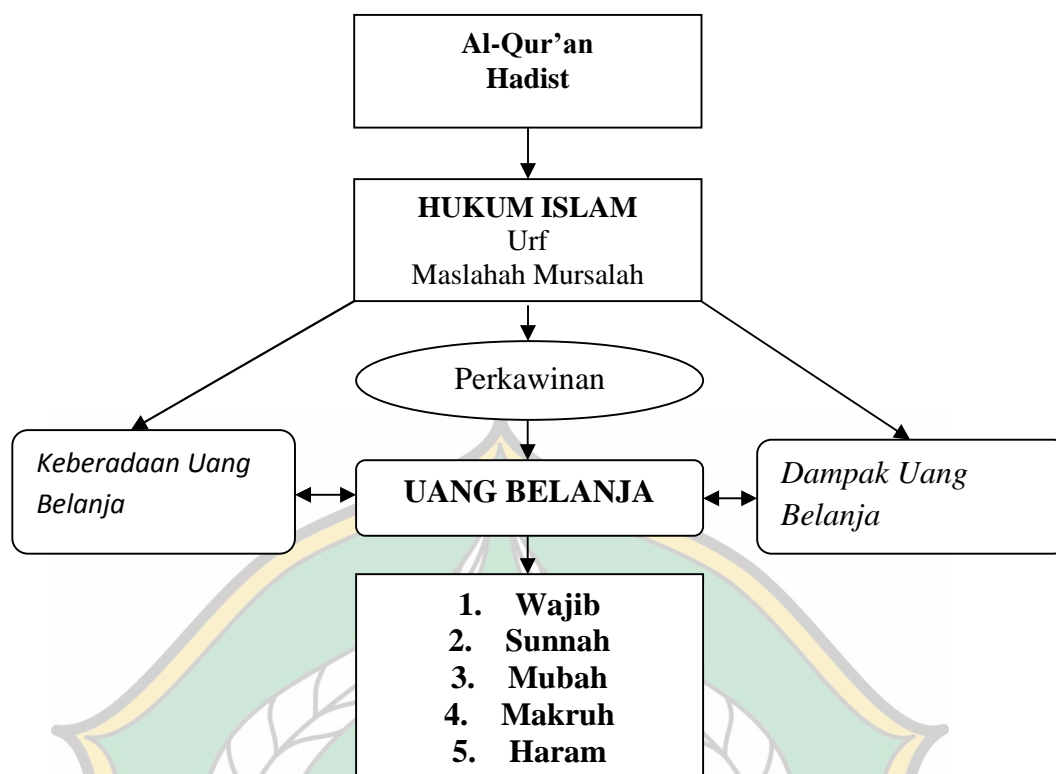 Al-Qur’an
Hadist
HUKUM ISLAM
Urf
Maslahah Mursalah
Perkawinan
Keberadaan Uang
Belanja
UANG BELANJA
Dampak Uang
Belanja
1. Wajib
2. Sunnah
3. Mubah
4. Makruh
5. Haram